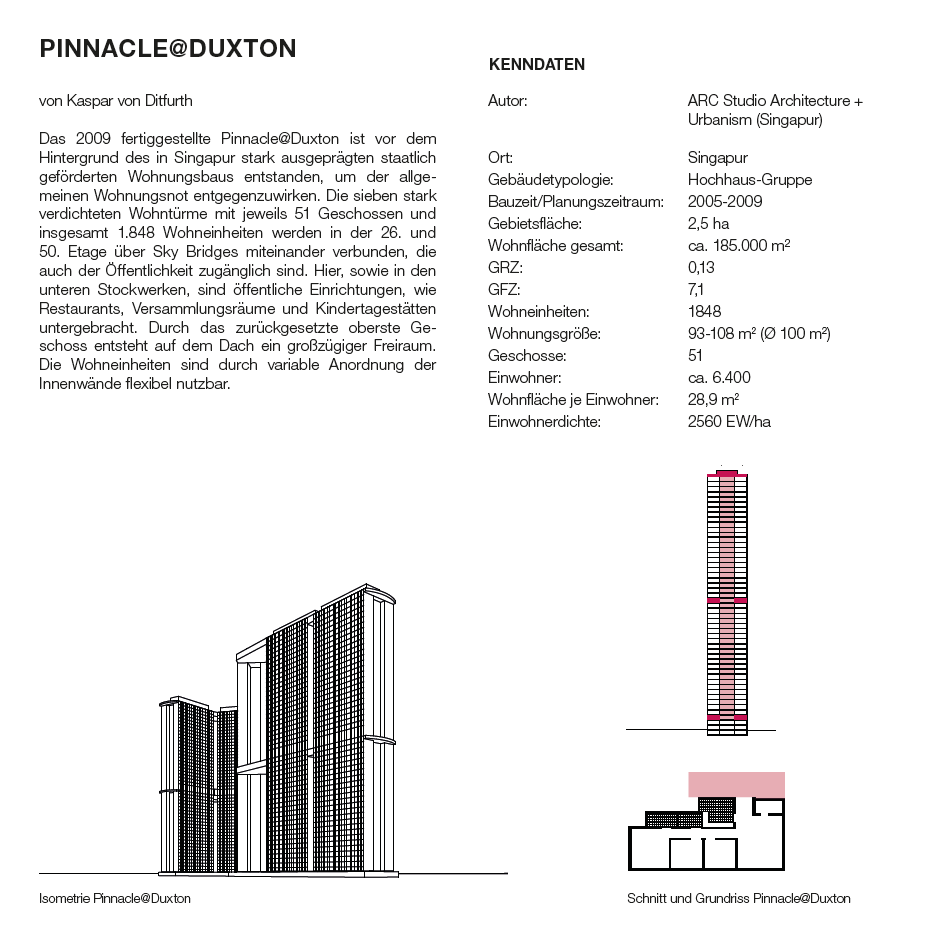 PINNACLE@DUXTON
von Kaspar von Ditfurth
Das 2009 fertiggestellte Pinnacle@Duxton ist vor dem
Hintergrund des in Singapur stark ausgeprägten staatlich
geförderten Wohnungsbaus entstanden, um der allge-
meinen Wohnungsnot entgegenzuwirken. Die sieben stark
verdichteten Wohntürme mit jeweils 51 Geschossen und
insgesamt 1.848 Wohneinheiten werden in der 26. und
50. Etage über Sky Bridges miteinander verbunden, die
auch der Öffentlichkeit zugänglich sind. Hier, sowie in den
unteren Stockwerken, sind öffentliche Einrichtungen, wie
Restaurants, Versammlungsräume und Kindertagestätten
untergebracht. Durch das zurückgesetzte oberste Ge-
schoss entsteht auf dem Dach ein großzügiger Freiraum.
Die Wohneinheiten sind durch variable Anordnung der
Innenwände flexibel nutzbar.
KENNDATEN
Autor: ARC Studio Architecture +
Urbanism (Singapur)
Ort: Singapur
Gebäudetypologie: Hochhaus-Gruppe
Bauzeit/Planungszeitraum: 2005-2009
Gebietsfläche: 2,5 ha
Wohnfläche gesamt: ca. 185.000 m²
GRZ: 0,13
GFZ: 7,1
Wohneinheiten: 1848
Wohnungsgröße: 93-108 m² (Ø 100 m²)
Geschosse: 51
Einwohner: ca. 6.400
Wohnfläche je Einwohner: 28,9 m²
Einwohnerdichte: 2560 EW/ha
Isometrie Pinnacle@Duxton
Schnitt und Grundriss Pinnacle@Duxton